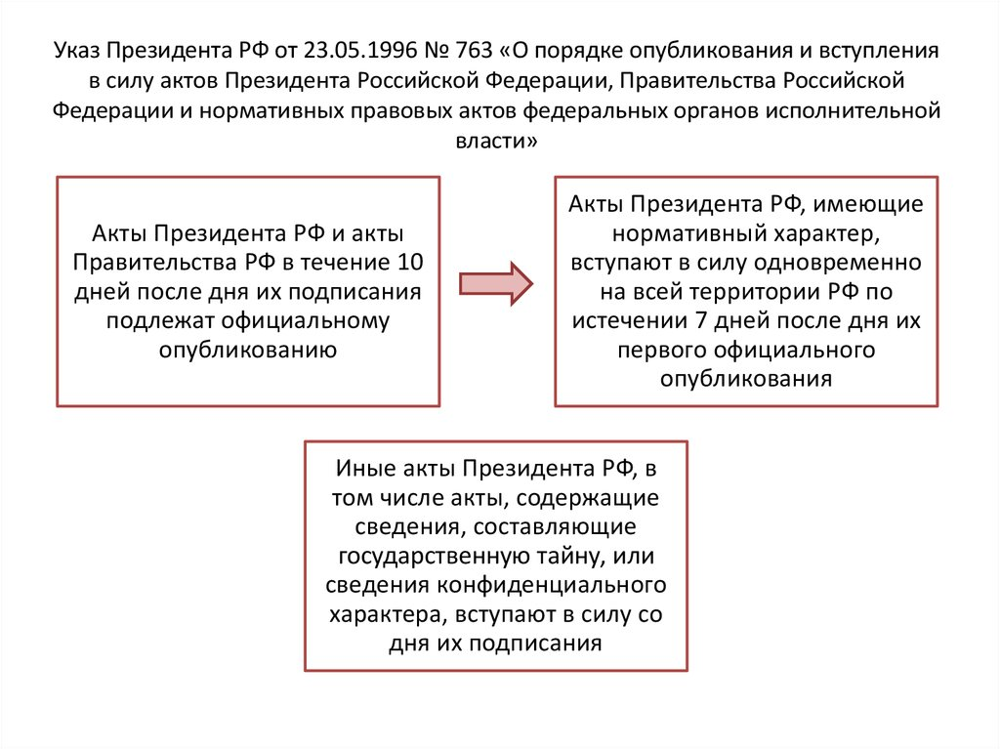 Указ Президента РФ от 23.05.1996 № 763 «О порядке опубликования и вступления
в силу актов Президента Российской Федерации, Правительства Российской
Федерации и нормативных правовых актов федеральных органов исполнительной
власти»
Акты Президента РФ и акты
Правительства РФ в течение 10
дней после дня их подписания
подлежат официальному
опубликованию
Акты Президента РФ, имеющие
нормативный характер,
вступают в силу одновременно
на всей территории РФ по
истечении 7 дней после дня их
первого официального
опубликования
Иные акты Президента РФ, в
том числе акты, содержащие
сведения, составляющие
государственную тайну, или
сведения конфиденциального
характера, вступают в силу со
дня их подписания